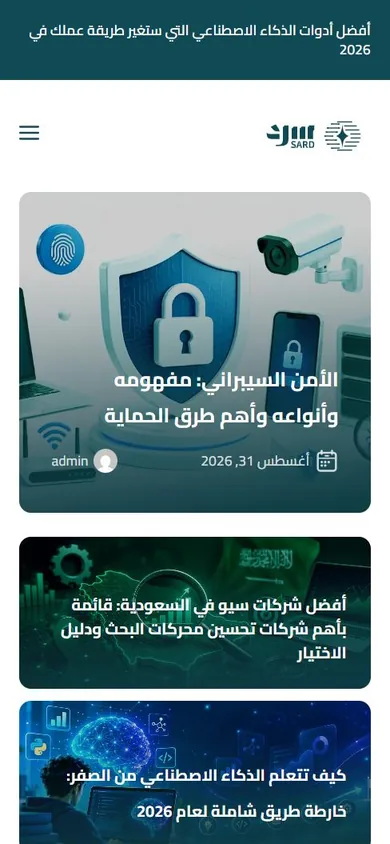 أفضل أدوات الذكاء الاصطناعي التي ستغير طريقة عملك في
2026
سرد
SARD
الأمن السيبراني: مفهومه
وأنواعه وأهم طرق الحماية
أغسطس 31, 2026
admin
أفضل شركات سيو في السعودية: قائمة
بأهم شركات تحسين محركات البحث ودليل
الاختيار
كيف تتعلم الذكاء الاصطناعي من الصفر:
خارطة طريق شاملة لعام 2026